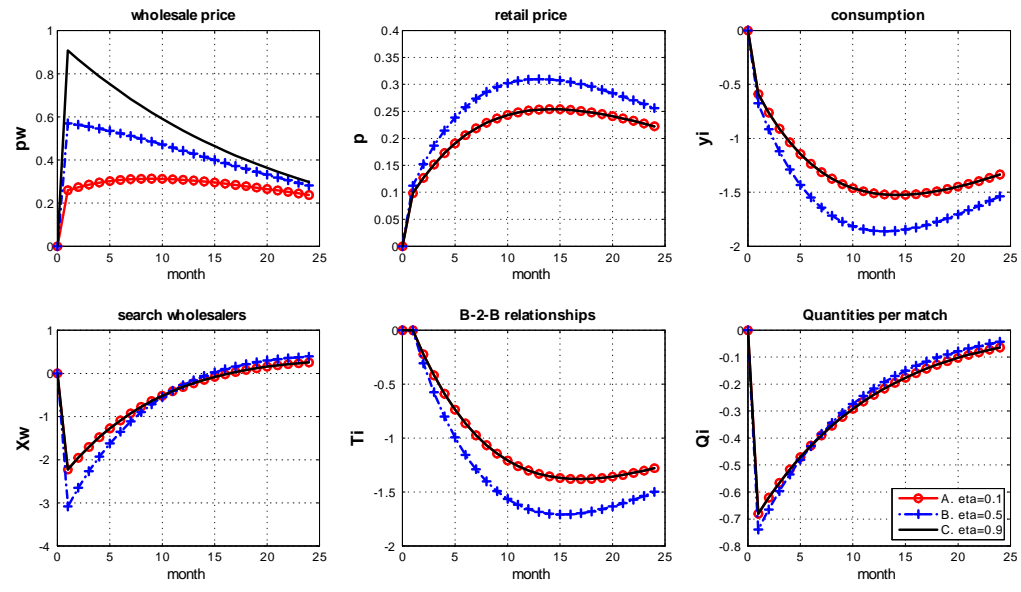 wholesale price
pw
1
0.8
0.6
0.4
0.2
0
0 5 10 15 20 25
month
retail price
p
0.4
0.35
0.3
0.25
0.2
0.15
0.1
0.05
0
0 5 10 15 20 25
month
consumption
yi
0
-0.5
-1
-1.5
-2
0 5 10 15 20 25
month
search wholesalers
Xw
1
0
-1
-2
-3
-4
0 5 10 15 20 25
month
B-2-B relationships
Ti
0
-0.5
-1
-1.5
-2
0 5 10 15 20 25
month
Quantities per match
Qi
0
-0.1
-0.2
-0.3
-0.4
-0.5
-0.6
-0.7
-0.8
0 5 10 15 20 25
month
A. eta=0.1
B. eta=0.5
C. eta=0.9